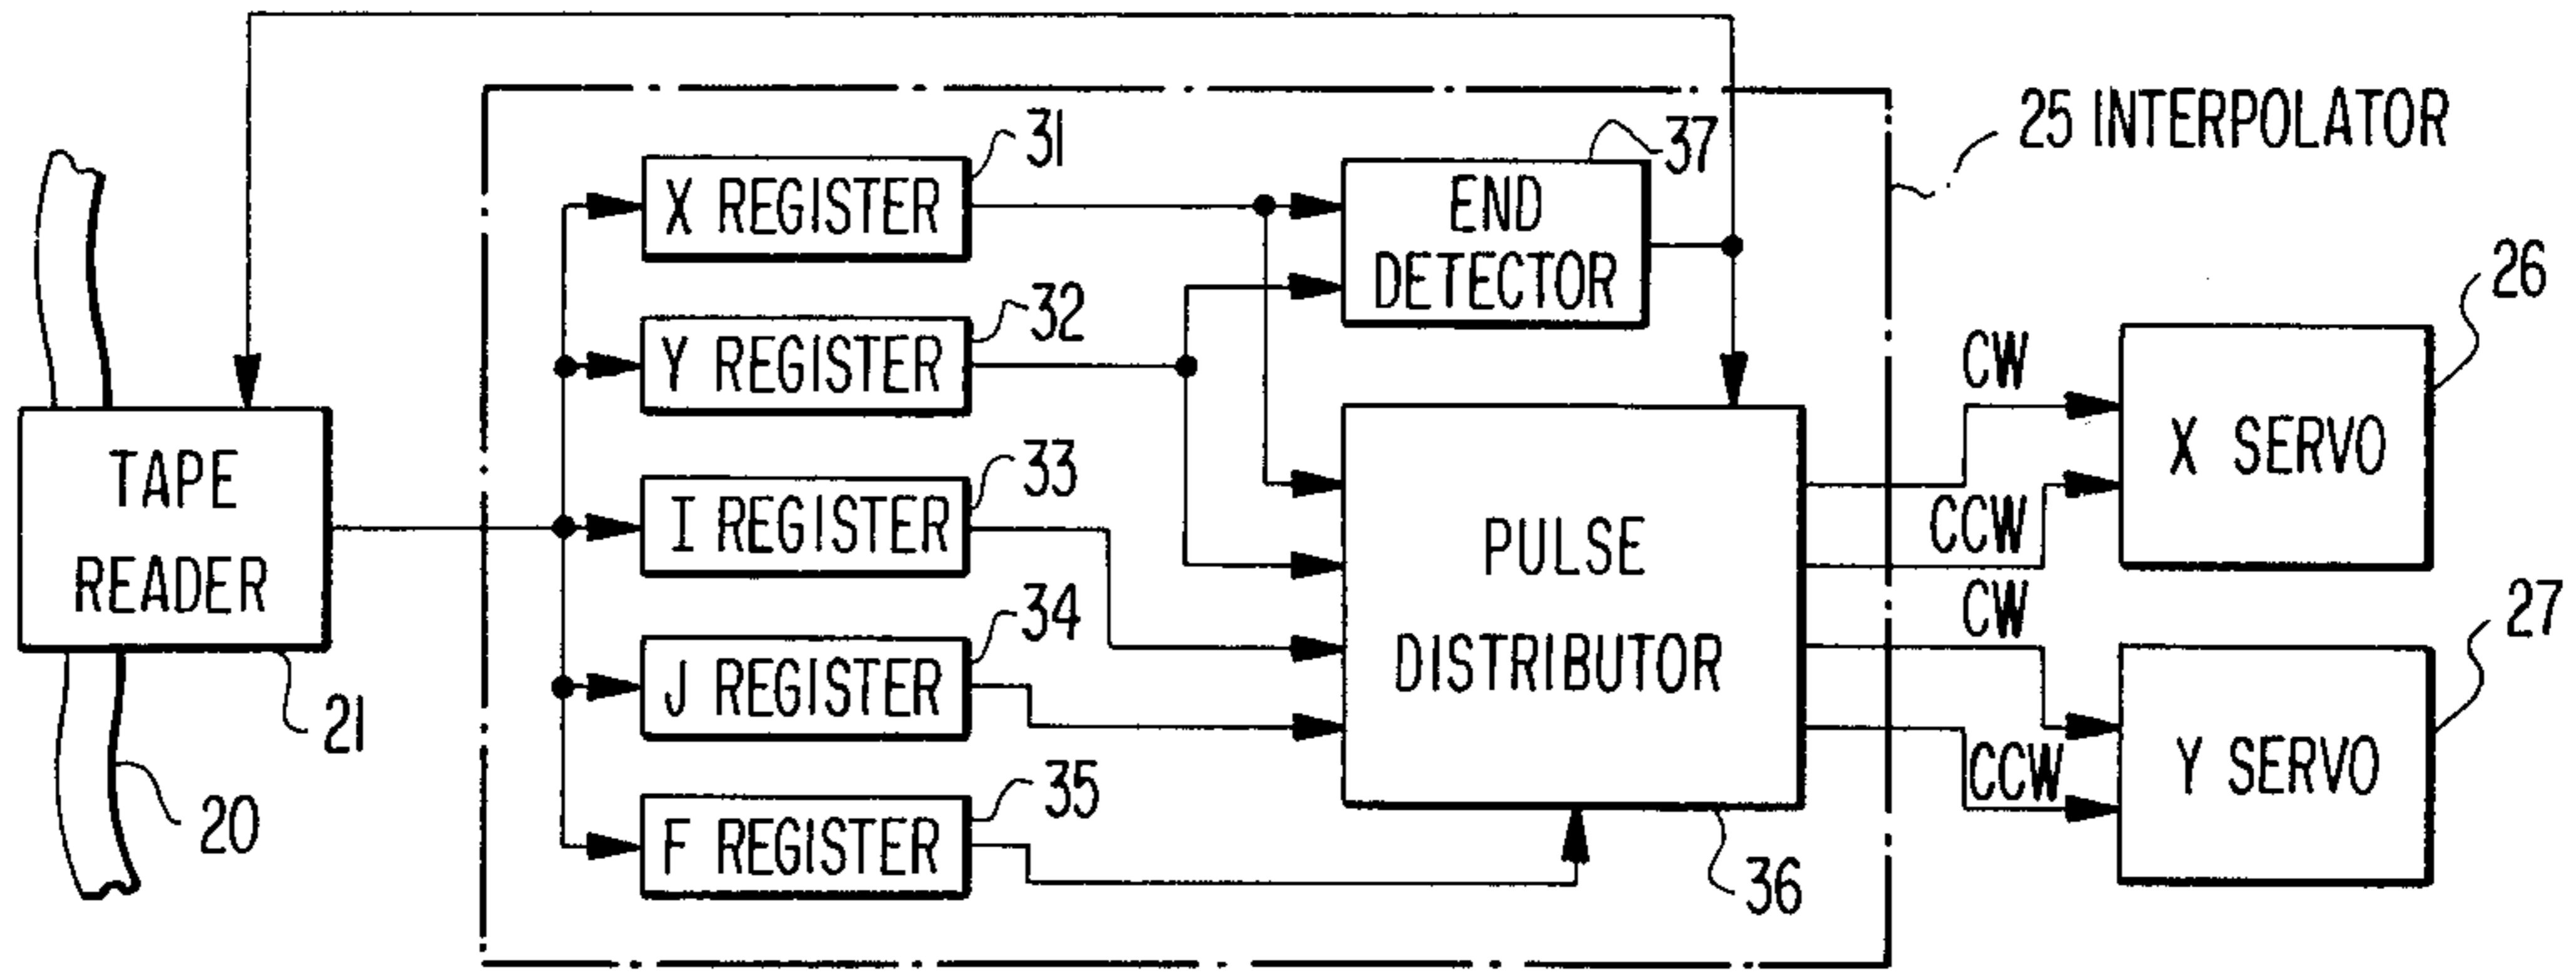 25 INTERPOLATOR
31
X REGISTER
37
END
DETECTOR
32
Y REGISTER
26
CW
X SERVO
CCW
TAPE
READER
21
20
33
I REGISTER
34
J REGISTER
35
F REGISTER
PULSE
DISTRIBUTOR
36
CW
CCW
27
Y SERVO